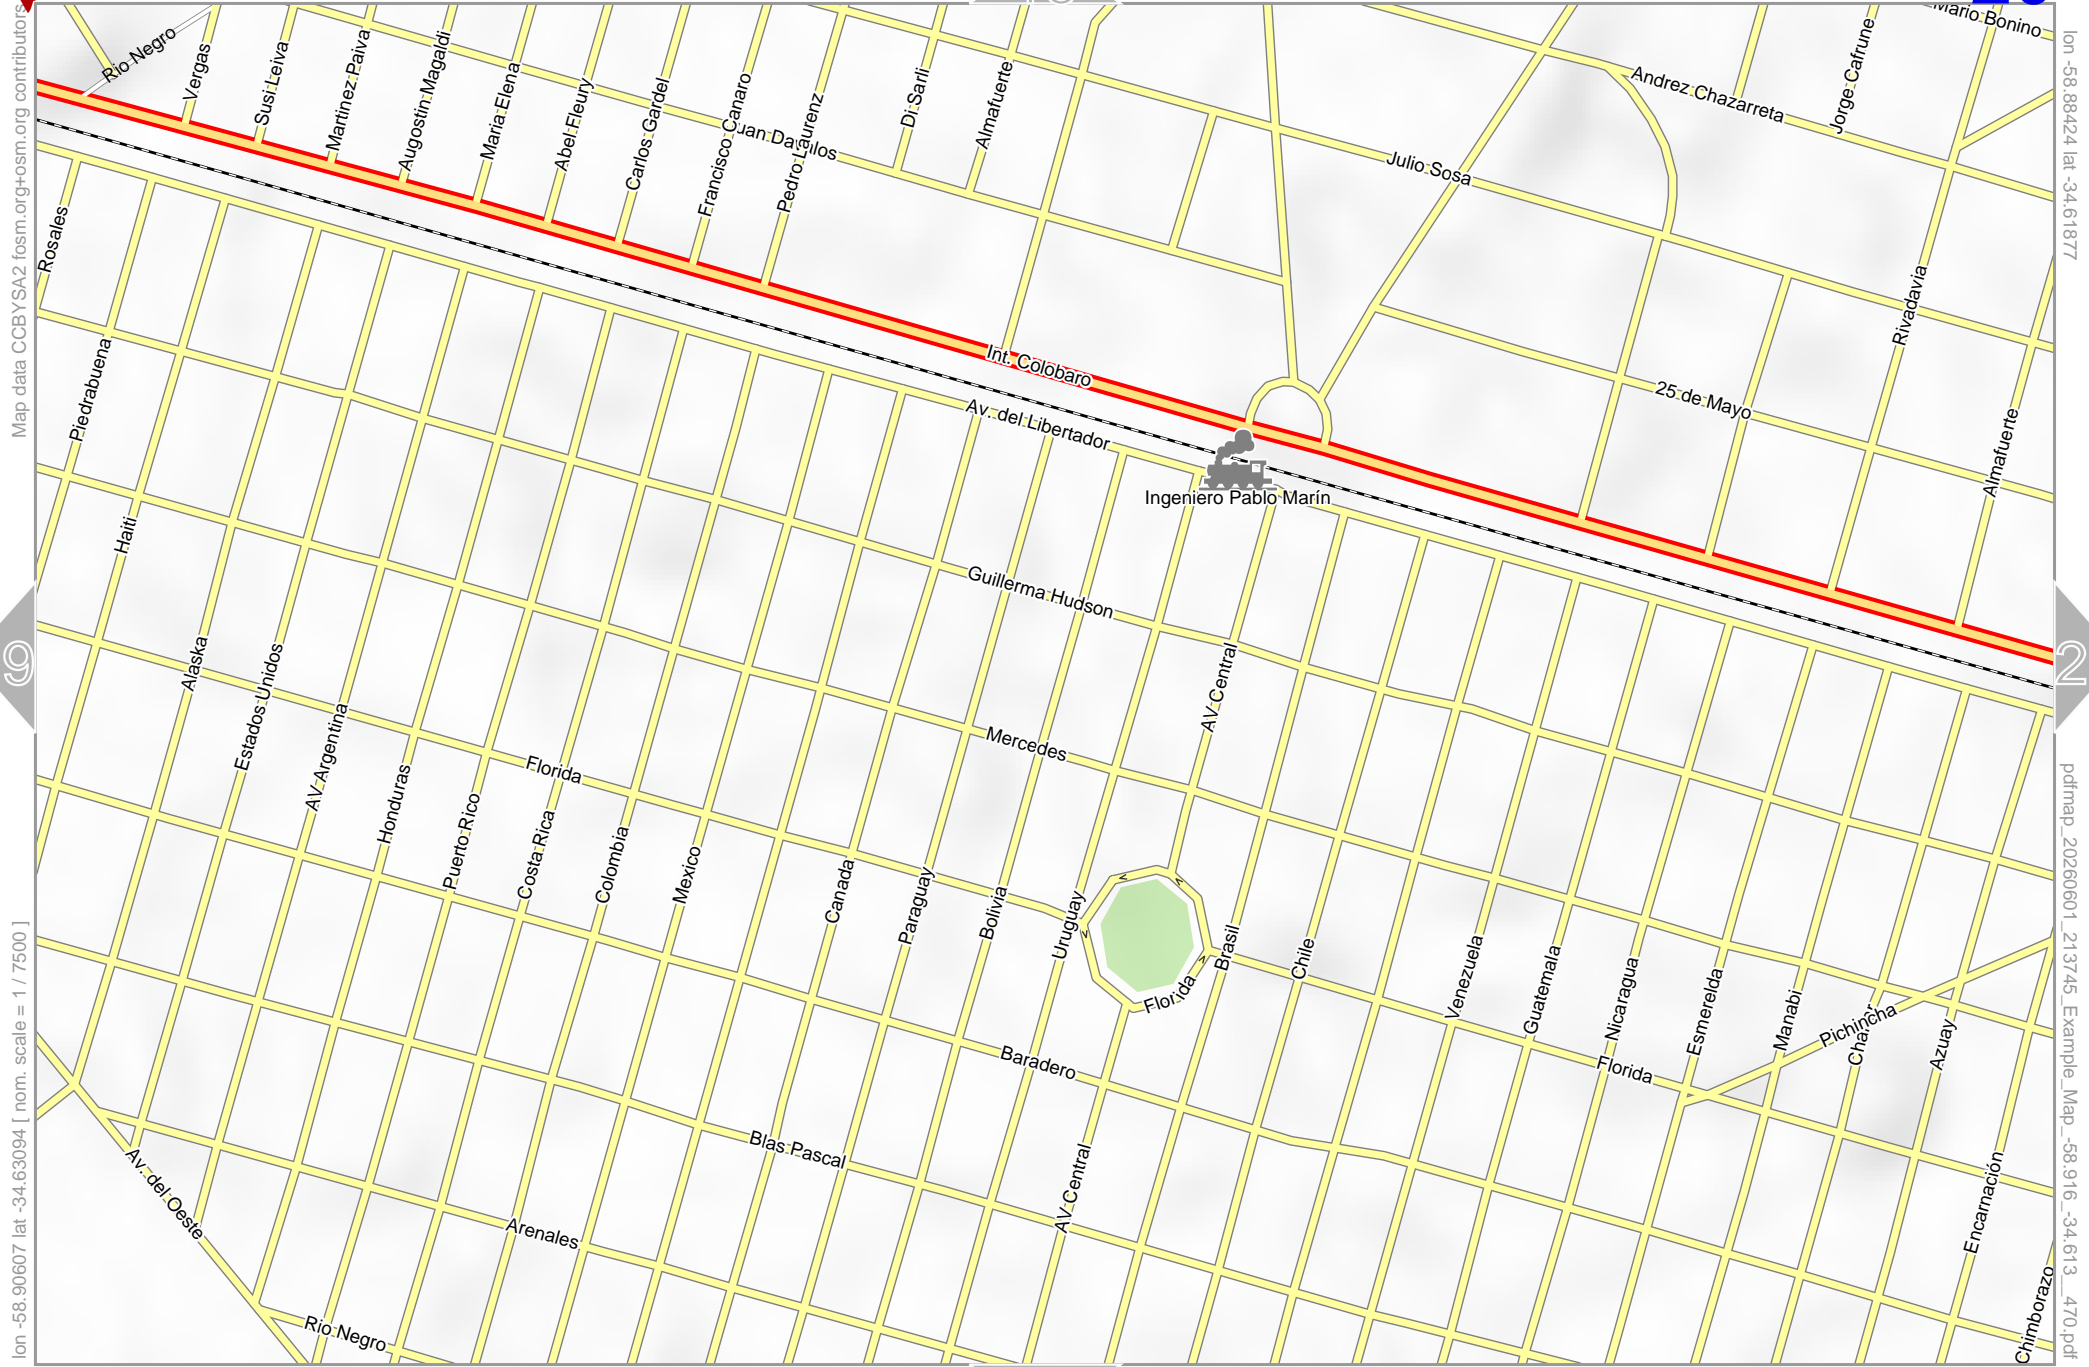 Map data CCBYSA2 fosm.org+osm.org contributors
lon -58.90607 lat -34.63094 [ nom. scale = 1 / 7500 ]
lon -58.88424 lat -34.61877
pdfmap_20260601_213745_Example_Map_-58.916_-34.613__470.pdf
9
2
Rio Negro
Vergas
Susi Leiva
Martinez Paiva
Augostin Magaldi
Maria Elena
Abel Fleury
Carlos Gardel
Francisco Canaro
Pedro Laurenz
Di Sarli
Almafuerte
Mario Bonino
Andrez Chazarreta
Jorge Cafrune
Julio Sosa
Rivadavia
25 de Mayo
Almafuerte
Rosales
Piedrabuena
Int. Colobaro
Av. del Libertador
Ingeniero Pablo Marín
Haiti
Guillerma Hudson
Alaska
Estados Unidos
AV Argentina
Honduras
Puerto Rico
Costa Rica
Colombia
Mexico
Canada
Paraguay
Bolivia
Uruguay
AV Central
Mercedes
Florida
Florida
Brasil
Chile
Venezuela
Guatemala
Nicaragua
Esmerelda
Manabi
Pichincha
Azuay
Florida
Baradero
Blas Pascal
AV Central
Arenales
Av. del Oeste
Rio Negro
Encarnación
Chimborazo